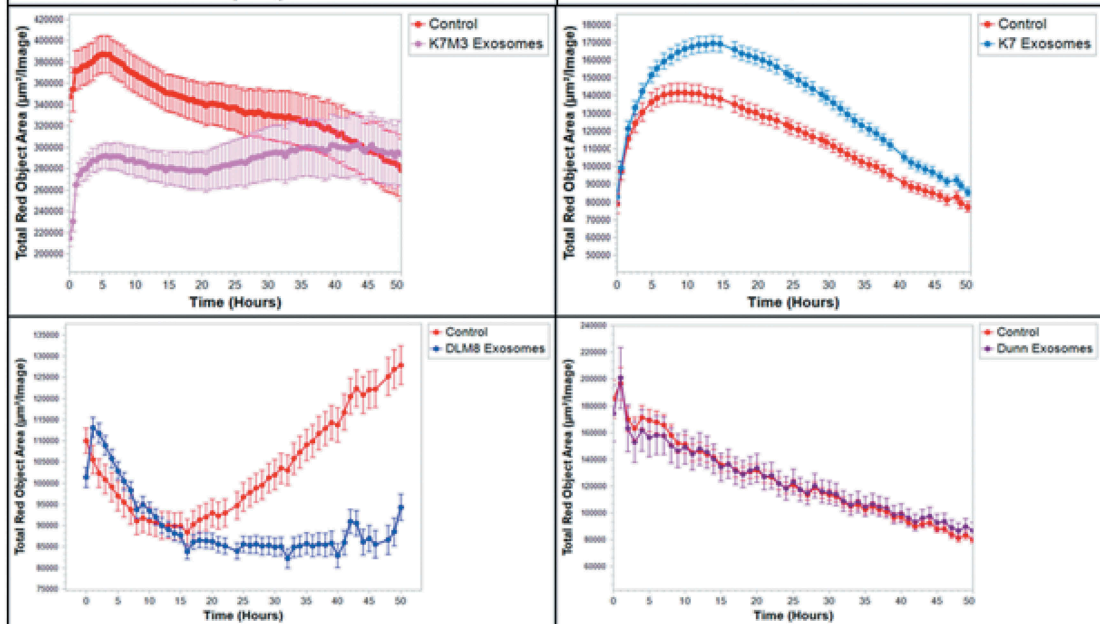 Control
K7M3 Exosomes
Total Red Object Area (µm²/Image)
420000
400000
380000
360000
340000
320000
300000
280000
260000
240000
220000
200000
0 5 10 15 20 25 30 35 40 45 50
Time (Hours)
Control
K7 Exosomes
Total Red Object Area (µm²/Image)
180000
170000
160000
150000
140000
130000
120000
110000
100000
90000
80000
70000
60000
50000
0 5 10 15 20 25 30 35 40 45 50
Time (Hours)
Control
DLM8 Exosomes
Total Red Object Area (µm²/Image)
135000
130000
125000
120000
115000
110000
105000
100000
95000
90000
85000
80000
75000
0 5 10 15 20 25 30 35 40 45 50
Time (Hours)
Control
Dunn Exosomes
Total Red Object Area (µm²/Image)
240000
220000
200000
180000
160000
140000
120000
100000
80000
60000
0 5 10 15 20 25 30 35 40 45 50
Time (Hours)